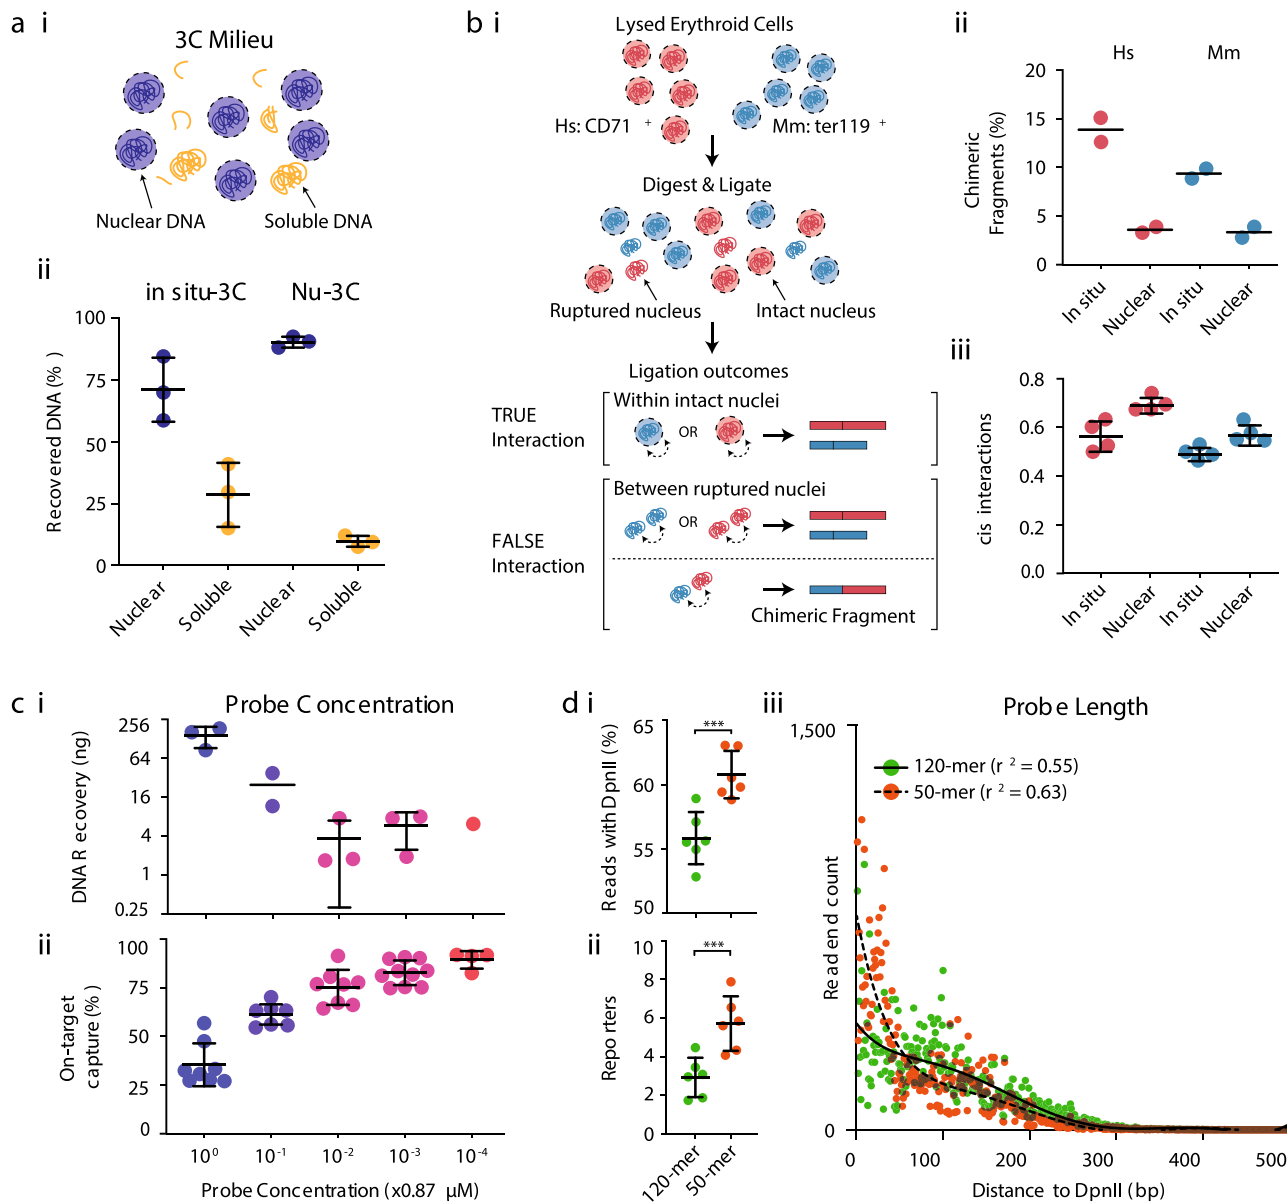 a i
3C Milieu
Nuclear DNA
Soluble DNA
ii
in situ-3C
Nu-3C
Recovered DNA (% )
100
75
50
25
0
Nuclear
Soluble
Nuclear
Soluble
b i
Lysed Erythroid Cells
Hs: CD71 +
Mm: ter119 +
Digest & Ligate
Ruptured nucleus
Intact nucleus
Ligation outcomes
TRUE
Interaction
Within intact nuclei
OR
FALSE
Interaction
Between ruptured nuclei
OR
Chimeric Fragment
ii
Hs
Mm
Chimeric
Fragments (%)
20
15
10
5
0
In situ
Nuclear
In situ
Nuclear
iii
cis interactions
0.8
0.6
0.4
0.2
0.0
In situ
Nuclear
In situ
Nuclear
c i
Probe C oncentration
DNA R ecovery (ng)
256
64
16
4
1
0.25
ii
On-target
capture (%)
100
75
50
25
0
10⁰
10⁻¹
10⁻²
10⁻³
10⁻⁴
Probe Concentration (x0.87 μM)
d i
Reads with DpnII (%)
65
60
55
50
***
ii
Reporters
10
8
6
4
2
0
***
120-mer
50-mer
iii
Prob e Length
1,500
120-mer (r ² = 0.55)
50-mer (r ² = 0.63)
Read end count
0
0
100
200
300
400
500
Distance to DpnII (bp)